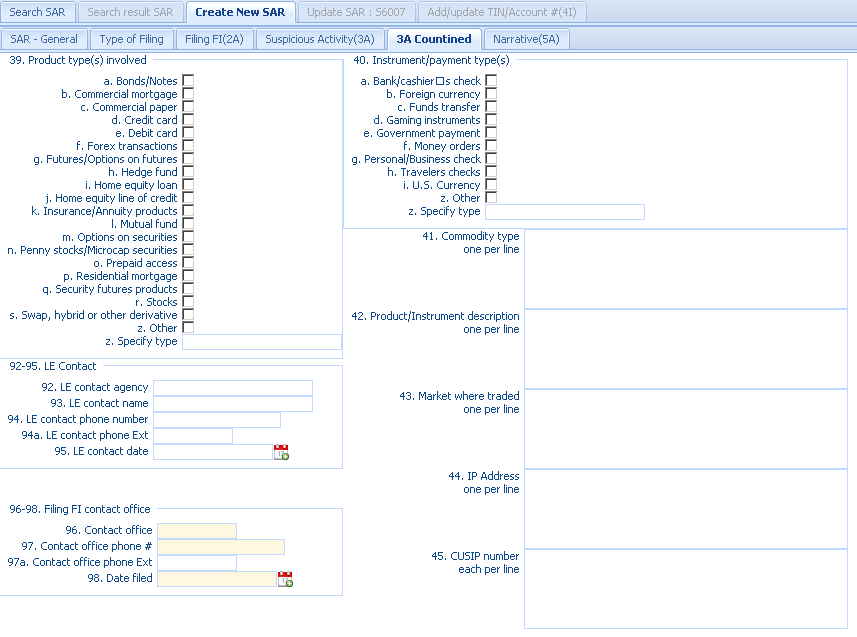 Search SAR Search result SAR Create New SAR Update SAR : S6007 Add/update TIN/Account #(4I)
SAR - General Type of Filing Filing FI(2A) Suspicious Activity(3A) 3A Countined Narrative(5A)
39. Product type(s) involved
a. Bonds/Notes
b. Commercial mortgage
c. Commercial paper
d. Credit card
e. Debit card
f. Forex transactions
g. Futures/Options on futures
h. Hedge fund
i. Home equity loan
j. Home equity line of credit
k. Insurance/Annuity products
l. Mutual fund
m. Options on securities
n. Penny stocks/Microcap securities
o. Prepaid access
p. Residential mortgage
q. Security futures products
r. Stocks
s. Swap, hybrid or other derivative
z. Other
z. Specify type
92-95. LE Contact
92. LE contact agency
93. LE contact name
94. LE contact phone number
94a. LE contact phone Ext
95. LE contact date
96-98. Filing FI contact office
96. Contact office
97. Contact office phone #
97a. Contact office phone Ext
98. Date filed
40. Instrument/payment type(s)
a. Bank/cashier□s check
b. Foreign currency
c. Funds transfer
d. Gaming instruments
e. Government payment
f. Money orders
g. Personal/Business check
h. Travelers checks
i. U.S. Currency
z. Other
z. Specify type
41. Commodity type
one per line
42. Product/Instrument description
one per line
43. Market where traded
one per line
44. IP Address
one per line
45. CUSIP number
each per line